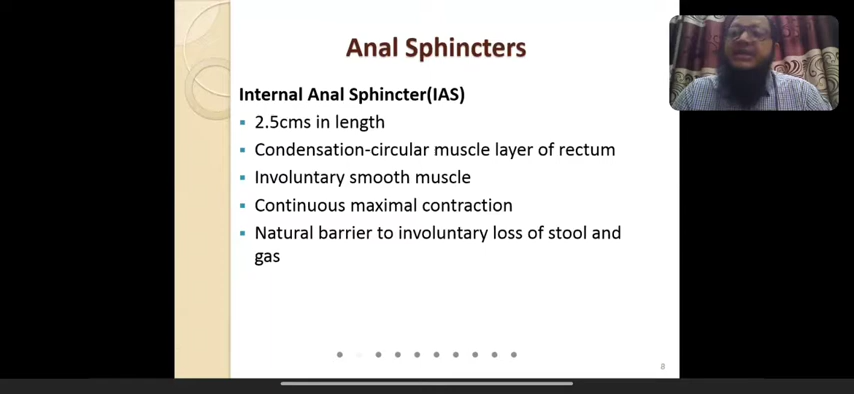 Anal Sphincters
Internal Anal Sphincter(IAS)
▪ 2.5cms in length
▪ Condensation-circular muscle layer of rectum
▪ Involuntary smooth muscle
▪ Continuous maximal contraction
▪ Natural barrier to involuntary loss of stool and
gas
8